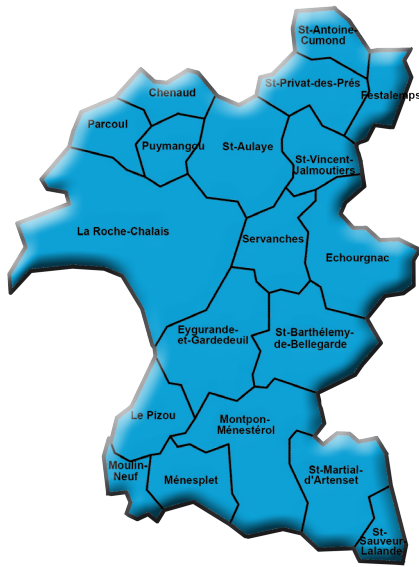 St-Antoine-
Cumond
St-Privat-des-Prés
Festalemps
Chenaud
Parcoul
Puymangou
St-Aulaye
St-Vincent-
Jalmoutiers
La Roche-Chalais
Servanches
Echourgnac
Eygurande-
et-Gardedeuil
St-Barthélemy-
de-Bellegarde
Le Pizou
Montpon-
Ménestérol
Moulin-
Neuf
Ménesplet
St-Martial-
d'Artenset
St-
Sauveur-
Lalande